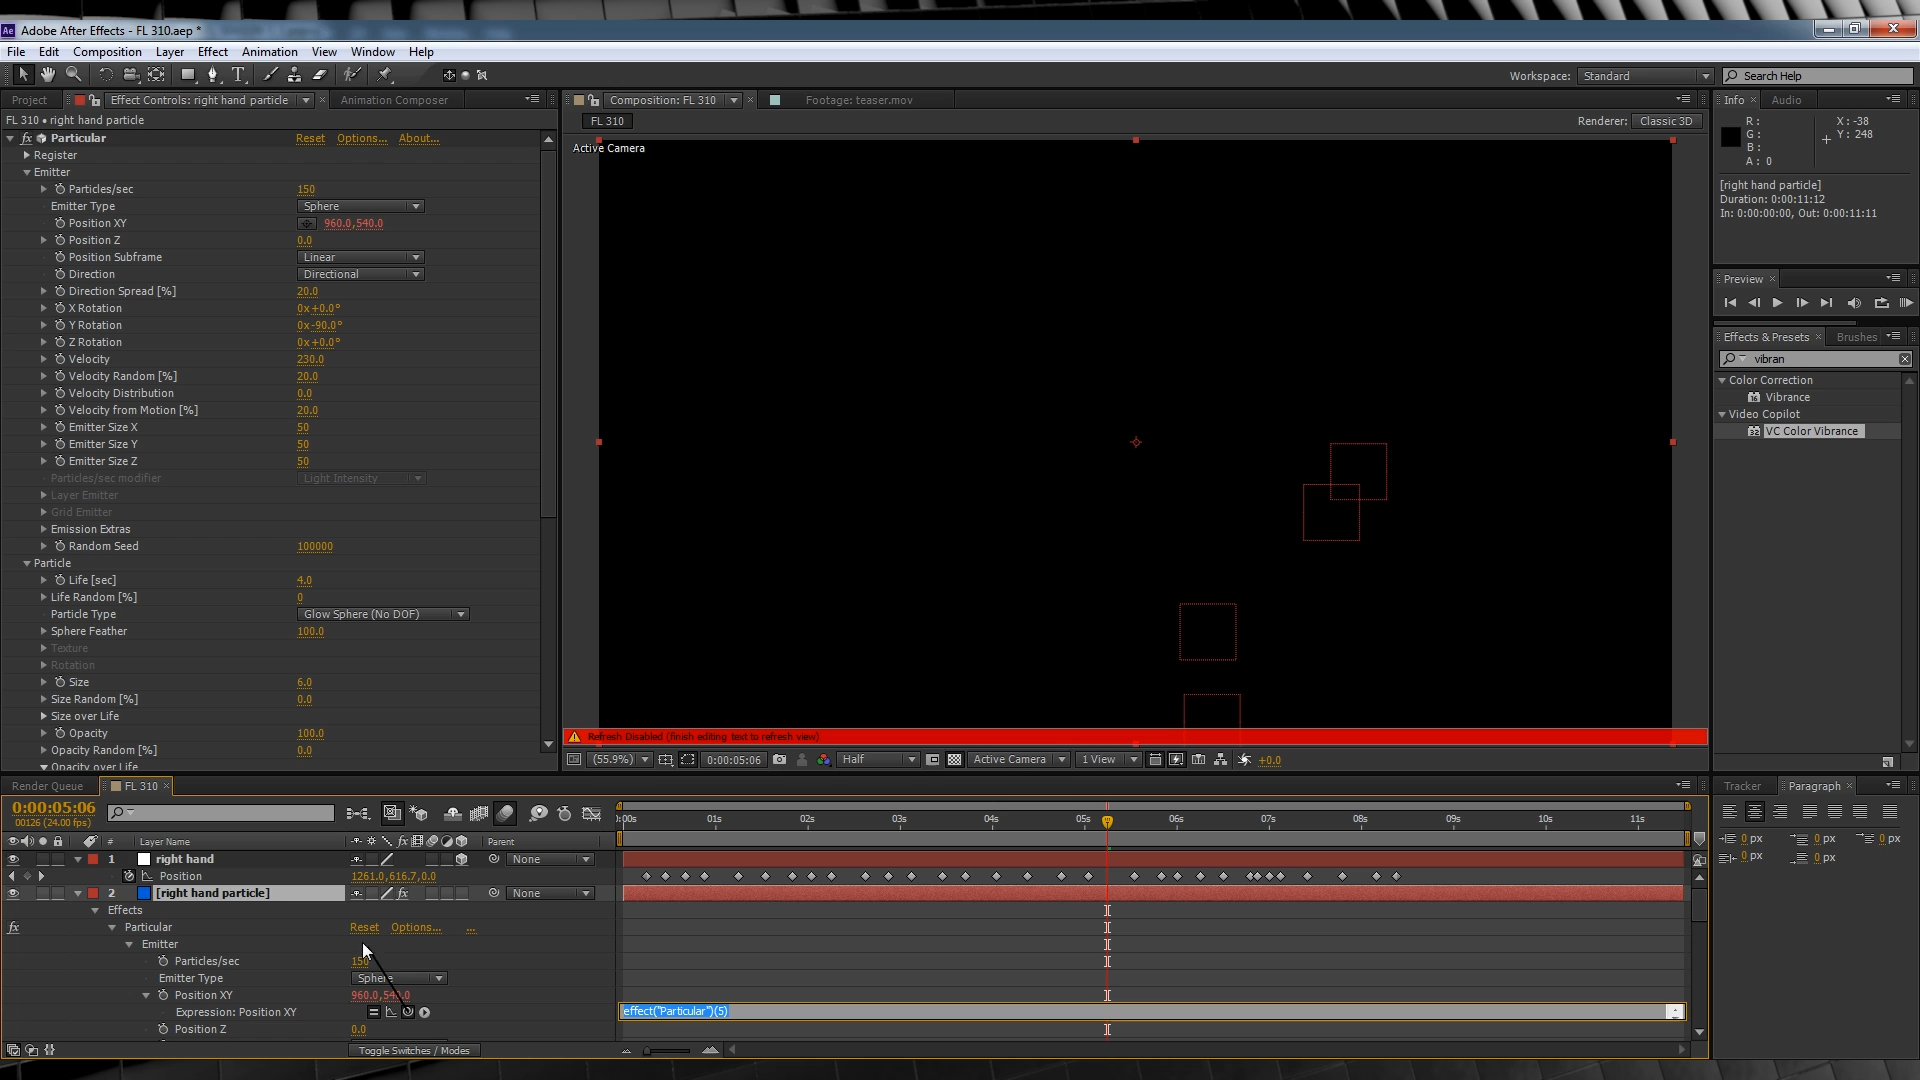 Adobe After Effects - FL 310.aep *
File Edit Composition Layer Effect Animation View Window Help
Workspace: Standard Search Help
Project Effect Controls: right hand particle Animation Composer
FL 310 • right hand particle
Particular Reset Options... About...
Register
Emitter
Particles/sec 150
Emitter Type Sphere
Position XY 960.0,540.0
Position Z 0.0
Position Subframe Linear
Direction Directional
Direction Spread [%] 20.0
X Rotation 0x+0.0°
Y Rotation 0x-90.0°
Z Rotation 0x+0.0°
Velocity 230.0
Velocity Random [%] 20.0
Velocity Distribution 0.0
Velocity from Motion [%] 20.0
Emitter Size X 50
Emitter Size Y 50
Emitter Size Z 50
Particles/sec modifier Light Intensity
Layer Emitter
Grid Emitter
Emission Extras
Random Seed 100000
Particle
Life [sec] 4.0
Life Random [%] 0
Particle Type Glow Sphere (No DOF)
Sphere Feather 100.0
Texture
Rotation
Size 6.0
Size Random [%] 0.0
Size over Life
Opacity 100.0
Opacity Random [%] 0.0
Opacity over Life
Composition: FL 310 Footage: teaser.mov
FL 310 Renderer: Classic 3D
Active Camera
Refresh Disabled (finish editing text to refresh view)
(55.9%) 0:00:05:06 Half Active Camera 1 View +0.0
Info Audio
R: X: -38
G: Y: 248
B:
A: 0
[right hand particle]
Duration: 0:00:11:12
In: 0:00:00:00, Out: 0:00:11:11
Preview
Effects & Presets Brushes
vibran
Color Correction
Vibrance
Video Copilot
VC Color Vibrance
Render Queue FL 310
0:00:05:06
00126 (24.00 fps)
0:00s 01s 02s 03s 04s 05s 06s 07s 08s 09s 10s 11s
# Layer Name Parent
1 right hand None
Position 1261.0,616.7,0.0
2 [right hand particle] None
Effects
Particular Reset Options... ...
Emitter
Particles/sec 150
Emitter Type Sphere
Position XY 960.0,540.0
Expression: Position XY effect("Particular")(5)
Position Z 0.0
Toggle Switches / Modes
Tracker Paragraph
0 px 0 px 0 px
0 px 0 px